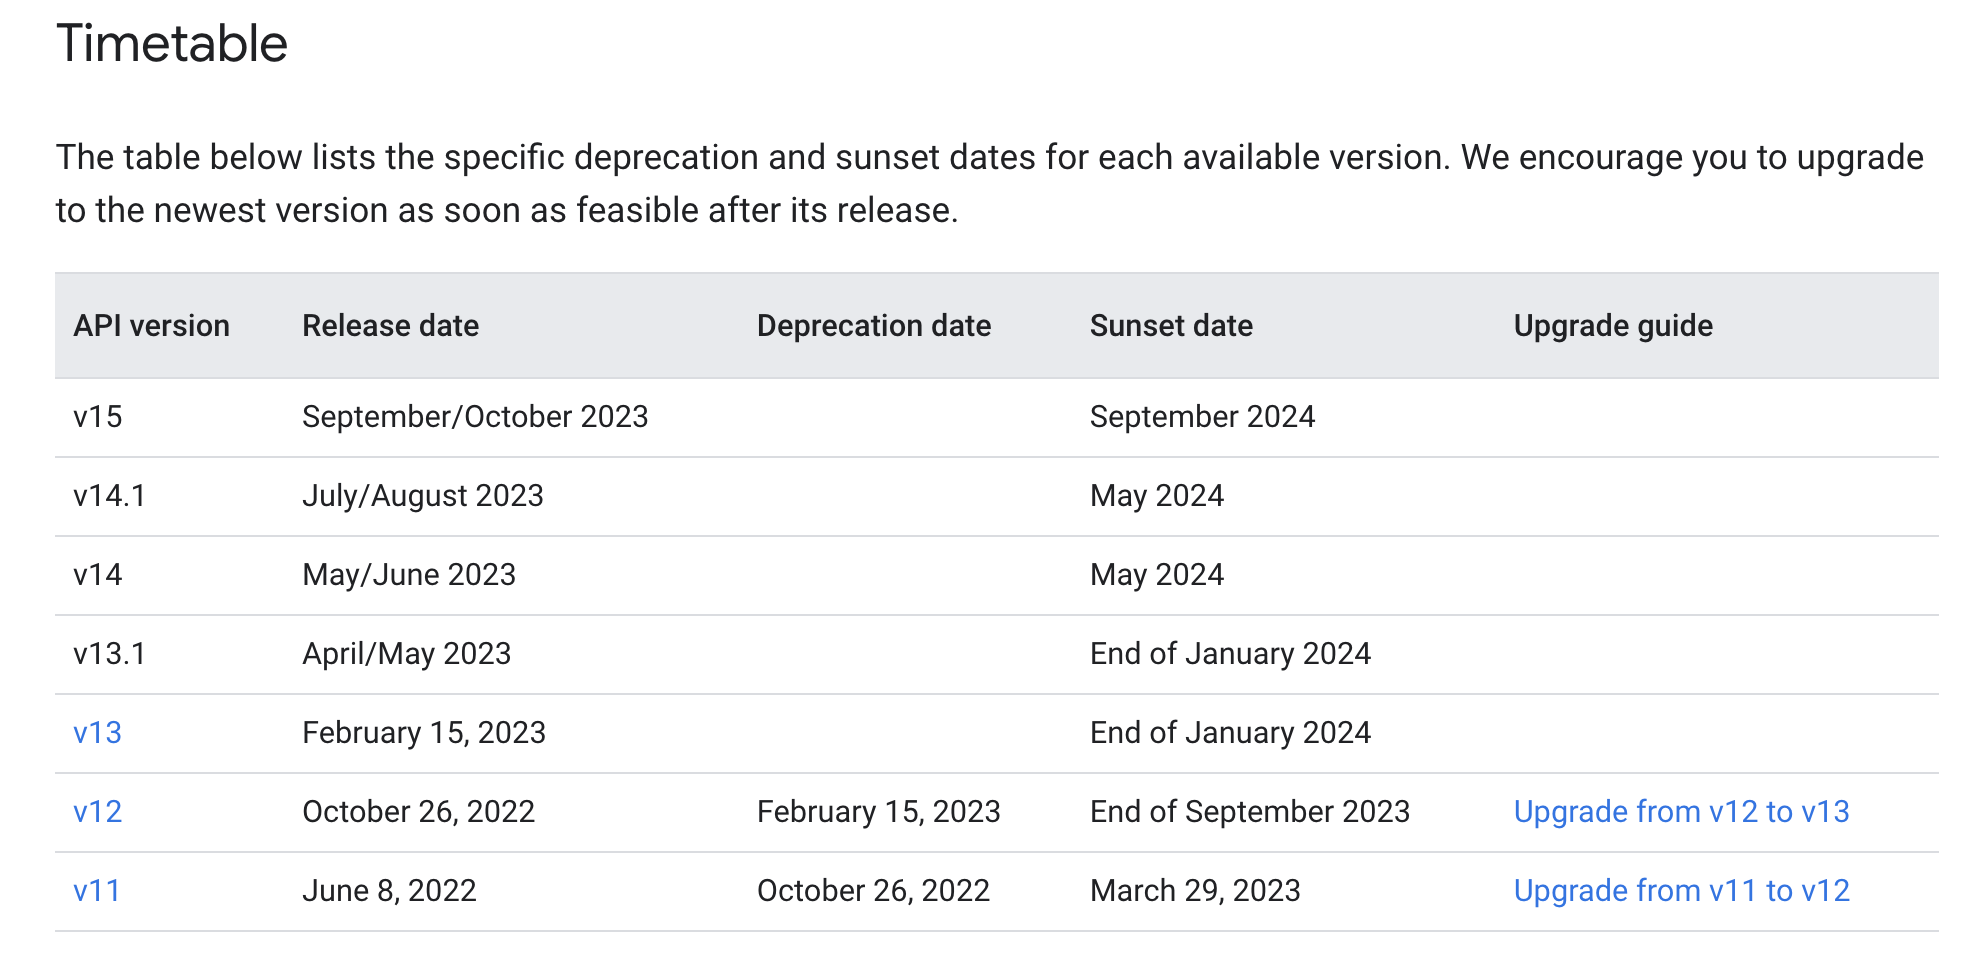 Timetable
The table below lists the specific deprecation and sunset dates for each available version. We encourage you to upgrade
to the newest version as soon as feasible after its release.
API version Release date Deprecation date Sunset date Upgrade guide
v15 September/October 2023 September 2024
v14.1 July/August 2023 May 2024
v14 May/June 2023 May 2024
v13.1 April/May 2023 End of January 2024
v13 February 15, 2023 End of January 2024
v12 October 26, 2022 February 15, 2023 End of September 2023 Upgrade from v12 to v13
v11 June 8, 2022 October 26, 2022 March 29, 2023 Upgrade from v11 to v12